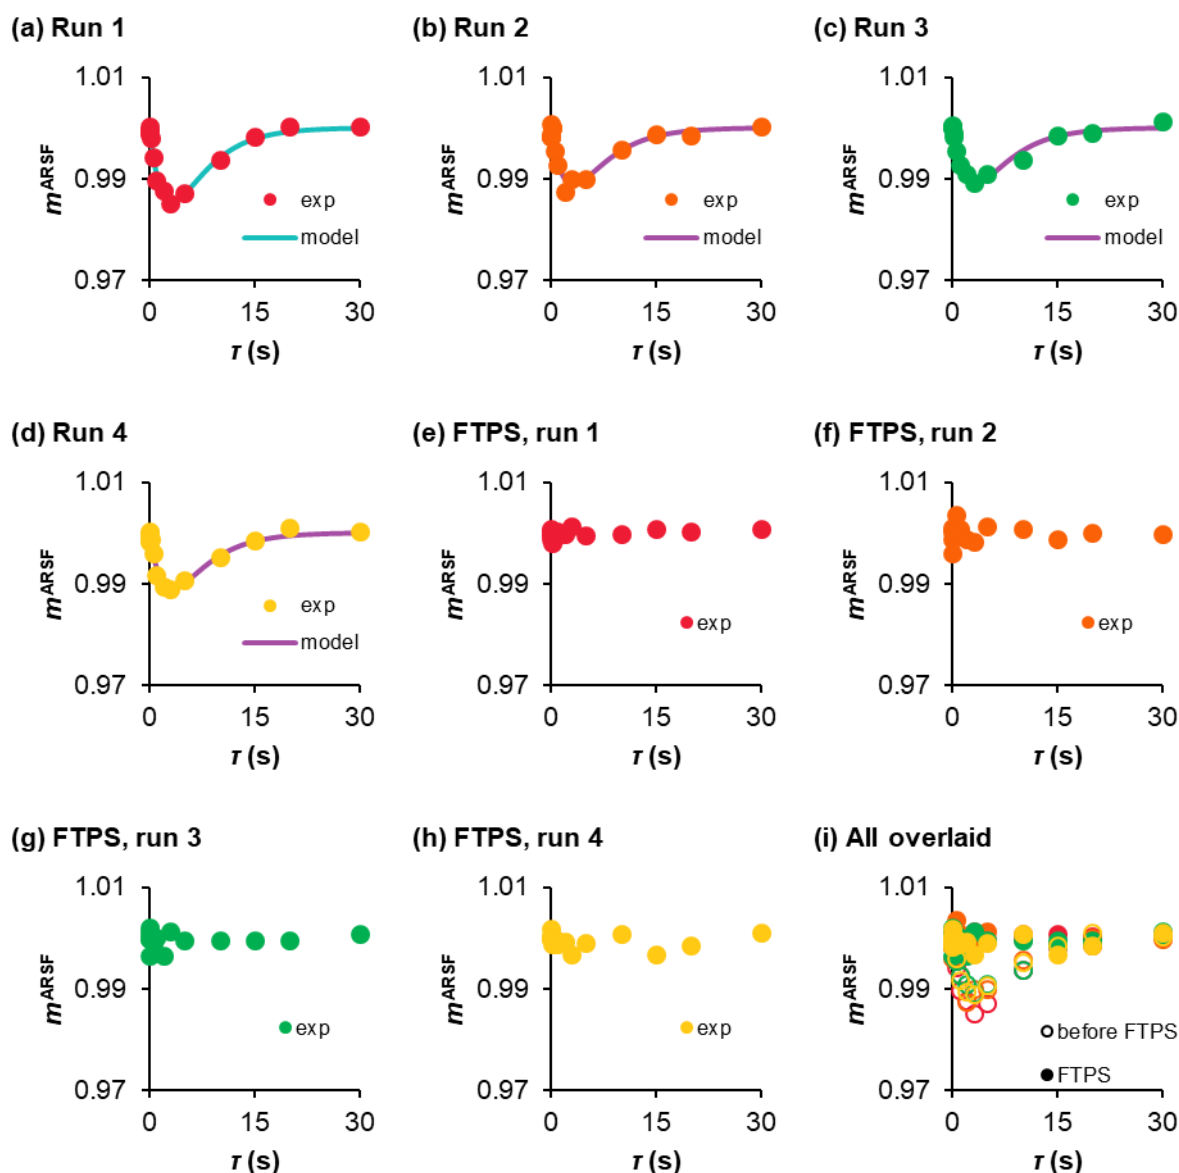 (a) Run 1
1.01
0.99
0.97
m^ARSF
exp
model
0 15 30
τ (s)
(b) Run 2
1.01
0.99
0.97
m^ARSF
exp
model
0 15 30
τ (s)
(c) Run 3
1.01
0.99
0.97
m^ARSF
exp
model
0 15 30
τ (s)
(d) Run 4
1.01
0.99
0.97
m^ARSF
exp
model
0 15 30
τ (s)
(e) FTPS, run 1
1.01
0.99
0.97
m^ARSF
exp
0 15 30
τ (s)
(f) FTPS, run 2
1.01
0.99
0.97
m^ARSF
exp
0 15 30
τ (s)
(g) FTPS, run 3
1.01
0.99
0.97
m^ARSF
exp
0 15 30
τ (s)
(h) FTPS, run 4
1.01
0.99
0.97
m^ARSF
exp
0 15 30
τ (s)
(i) All overlaid
1.01
0.99
0.97
m^ARSF
before FTPS
FTPS
0 15 30
τ (s)